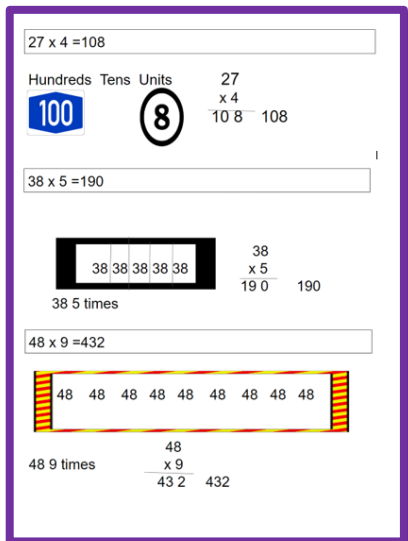 27 x 4 =108
Hundreds Tens Units
27
x 4
100
8
10 8 108
38 x 5 =190
38 38 38 38 38
38
x 5
19 0 190
38 5 times
48 x 9 =432
48 48 48 48 48 48 48 48 48
48
48 9 times
x 9
43 2 432